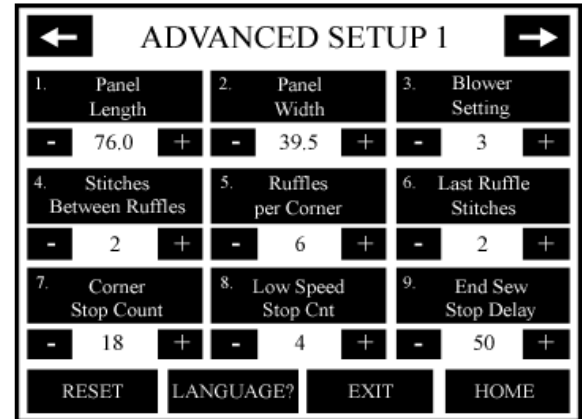 ADVANCED SETUP 1
1. Panel Length
- 76.0 +
2. Panel Width
- 39.5 +
3. Blower Setting
- 3 +
4. Stitches Between Ruffles
- 2 +
5. Ruffles per Corner
- 6 +
6. Last Ruffle Stitches
- 2 +
7. Corner Stop Count
- 18 +
8. Low Speed Stop Cnt
- 4 +
9. End Sew Stop Delay
- 50 +
RESET LANGUAGE? EXIT HOME